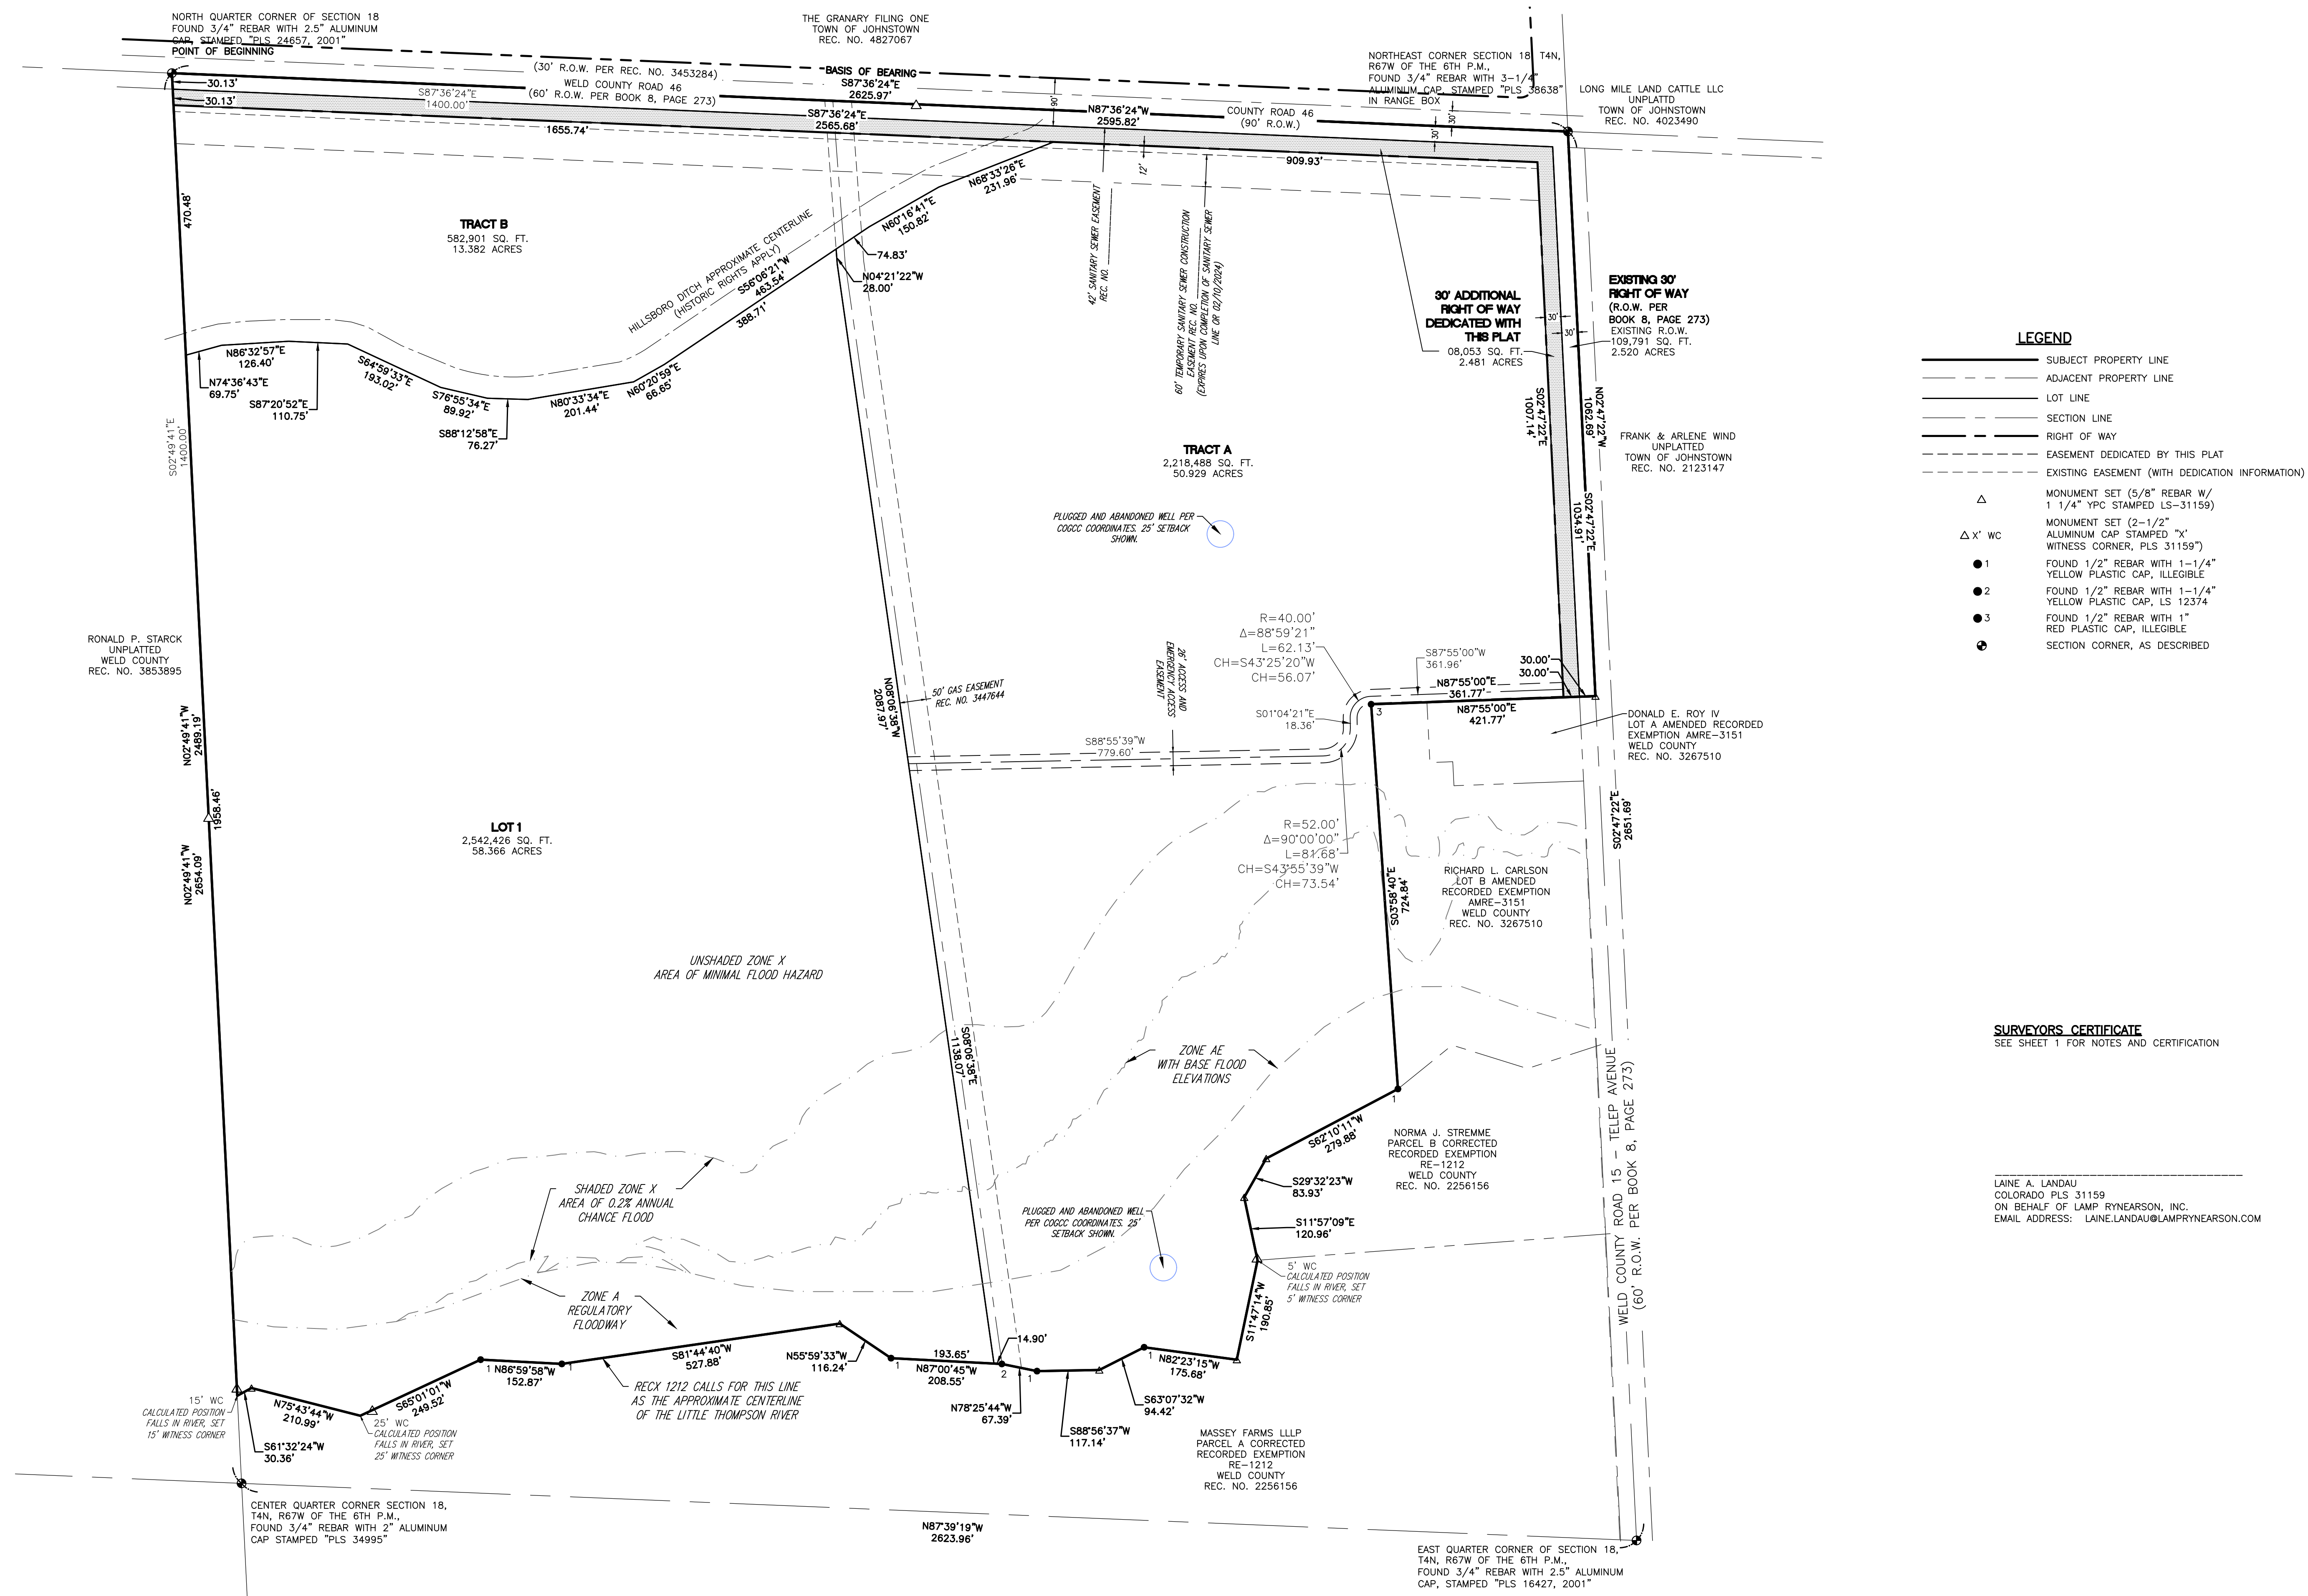 NORTH QUARTER CORNER OF SECTION 18
FOUND 3/4" REBAR WITH 2.5" ALUMINUM
CAP, STAMPED "PLS 24657, 2001"
POINT OF BEGINNING
THE GRANARY FILING ONE
TOWN OF JOHNSTOWN
REC. NO. 4827067
NORTHEAST CORNER SECTION 18, T4N,
R67W OF THE 6TH P.M.,
FOUND 3/4" REBAR WITH 3-1/4"
ALUMINUM CAP, STAMPED "PLS 38638"
IN RANGE BOX
LONG MILE LAND CATTLE LLC
UNPLATTD
TOWN OF JOHNSTOWN
REC. NO. 4023490
30.13'
30.13'
(30' R.O.W. PER REC. NO. 3453284)
WELD COUNTY ROAD 46
(60' R.O.W. PER BOOK 8, PAGE 273)
S87°36'24"E
1400.00'
BASIS OF BEARING
S87°36'24"E
2625.97'
S87°36'24"E
2565.68'
1655.74'
90'
N87°36'24"W
2595.82'
COUNTY ROAD 46
(90' R.O.W.)
30'
30'
909.93'
12'
470.48'
TRACT B
582,901 SQ. FT.
13.382 ACRES
HILLSBORO DITCH APPROXIMATE CENTERLINE
(HISTORIC RIGHTS APPLY)
S56°06'21"W
463.54'
388.71'
N68°33'26"E
231.96'
N60°16'41"E
150.82'
74.83'
N04°21'22"W
28.00'
42' SANITARY SEWER EASEMENT
REC. NO.
60' TEMPORARY SANITARY SEWER CONSTRUCTION
EASEMENT REC. NO.
(EXPIRES UPON COMPLETION OF SANITARY SEWER
LINE OR 02/10/2024)
30' ADDITIONAL
RIGHT OF WAY
DEDICATED WITH
THIS PLAT
08,053 SQ. FT.
2.481 ACRES
30'
30'
EXISTING 30'
RIGHT OF WAY
(R.O.W. PER
BOOK 8, PAGE 273)
EXISTING R.O.W.
109,791 SQ. FT.
2.520 ACRES
N86°32'57"E
126.40'
N74°36'43"E
69.75'
S87°20'52"E
110.75'
S64°59'33"E
193.02'
S76°55'34"E
89.92'
S88°12'58"E
76.27'
N80°33'34"E
201.44'
N60°20'59"E
66.65'
S02°49'41"E
1400.00'
S02°47'22"E
1007.14'
N02°47'22"W
1062.69'
S02°47'22"E
1034.91'
FRANK & ARLENE WIND
UNPLATTED
TOWN OF JOHNSTOWN
REC. NO. 2123147
TRACT A
2,218,488 SQ. FT.
50.929 ACRES
PLUGGED AND ABANDONED WELL PER
COGCC COORDINATES. 25' SETBACK
SHOWN.
LEGEND
SUBJECT PROPERTY LINE
ADJACENT PROPERTY LINE
LOT LINE
SECTION LINE
RIGHT OF WAY
EASEMENT DEDICATED BY THIS PLAT
EXISTING EASEMENT (WITH DEDICATION INFORMATION)
MONUMENT SET (5/8" REBAR W/
1 1/4" YPC STAMPED LS-31159)
X' WC
MONUMENT SET (2-1/2"
ALUMINUM CAP STAMPED "X'
WITNESS CORNER, PLS 31159")
1
FOUND 1/2" REBAR WITH 1-1/4"
YELLOW PLASTIC CAP, ILLEGIBLE
2
FOUND 1/2" REBAR WITH 1-1/4"
YELLOW PLASTIC CAP, LS 12374
3
FOUND 1/2" REBAR WITH 1"
RED PLASTIC CAP, ILLEGIBLE
SECTION CORNER, AS DESCRIBED
RONALD P. STARCK
UNPLATTED
WELD COUNTY
REC. NO. 3853895
N02°49'41"W
2489.19'
1958.46'
N02°49'41"W
2654.09'
N08°06'38"W
2087.97'
50' GAS EASEMENT
REC. NO. 3447644
26' ACCESS AND
EMERGENCY ACCESS
EASEMENT
R=40.00'
Δ=88°59'21"
L=62.13'
CH=S43°25'20"W
CH=56.07'
S01°04'21"E
18.36'
S88°55'39"W
779.60'
S87°55'00"W
361.96'
N87°55'00"E
361.77'
30.00'
30.00'
N87°55'00"E
421.77'
3
DONALD E. ROY IV
LOT A AMENDED RECORDED
EXEMPTION AMRE-3151
WELD COUNTY
REC. NO. 3267510
S02°47'22"E
2651.69'
LOT 1
2,542,426 SQ. FT.
58.366 ACRES
R=52.00'
Δ=90°00'00"
L=81.68'
CH=S43°55'39"W
CH=73.54'
S03°58'40"E
724.84'
RICHARD L. CARLSON
LOT B AMENDED
RECORDED EXEMPTION
AMRE-3151
WELD COUNTY
REC. NO. 3267510
UNSHADED ZONE X
AREA OF MINIMAL FLOOD HAZARD
S08°06'38"E
1138.07'
ZONE AE
WITH BASE FLOOD
ELEVATIONS
1
S62°10'11"W
279.88'
NORMA J. STREMME
PARCEL B CORRECTED
RECORDED EXEMPTION
RE-1212
WELD COUNTY
REC. NO. 2256156
S29°32'23"W
83.93'
S11°57'09"E
120.96'
SHADED ZONE X
AREA OF 0.2% ANNUAL
CHANCE FLOOD
PLUGGED AND ABANDONED WELL
PER COGCC COORDINATES. 25'
SETBACK SHOWN.
5' WC
CALCULATED POSITION
FALLS IN RIVER, SET
5' WITNESS CORNER
S11°47'14"W
190.85'
WELD COUNTY ROAD 15 - TELEP AVENUE
(60' R.O.W. PER BOOK 8, PAGE 273)
SURVEYORS CERTIFICATE
SEE SHEET 1 FOR NOTES AND CERTIFICATION
LAINE A. LANDAU
COLORADO PLS 31159
ON BEHALF OF LAMP RYNEARSON, INC.
EMAIL ADDRESS: LAINE.LANDAU@LAMPRYNEARSON.COM
ZONE A
REGULATORY
FLOODWAY
15' WC
CALCULATED POSITION
FALLS IN RIVER, SET
15' WITNESS CORNER
S61°32'24"W
30.36'
N75°43'44"W
210.99'
25' WC
CALCULATED POSITION
FALLS IN RIVER, SET
25' WITNESS CORNER
S65°01'01"W
249.52'
1
N86°59'58"W
152.87'
1
S81°44'40"W
527.88'
RECX 1212 CALLS FOR THIS LINE
AS THE APPROXIMATE CENTERLINE
OF THE LITTLE THOMPSON RIVER
N55°59'33"W
116.24'
1
193.65'
N87°00'45"W
208.55'
14.90'
2
N78°25'44"W
67.39'
1
S88°56'37"W
117.14'
S63°07'32"W
94.42'
1
N82°23'15"W
175.68'
MASSEY FARMS LLLP
PARCEL A CORRECTED
RECORDED EXEMPTION
RE-1212
WELD COUNTY
REC. NO. 2256156
CENTER QUARTER CORNER SECTION 18,
T4N, R67W OF THE 6TH P.M.,
FOUND 3/4" REBAR WITH 2" ALUMINUM
CAP STAMPED "PLS 34995"
N87°39'19"W
2623.96'
EAST QUARTER CORNER OF SECTION 18,
T4N, R67W OF THE 6TH P.M.,
FOUND 3/4" REBAR WITH 2.5" ALUMINUM
CAP, STAMPED "PLS 16427, 2001"